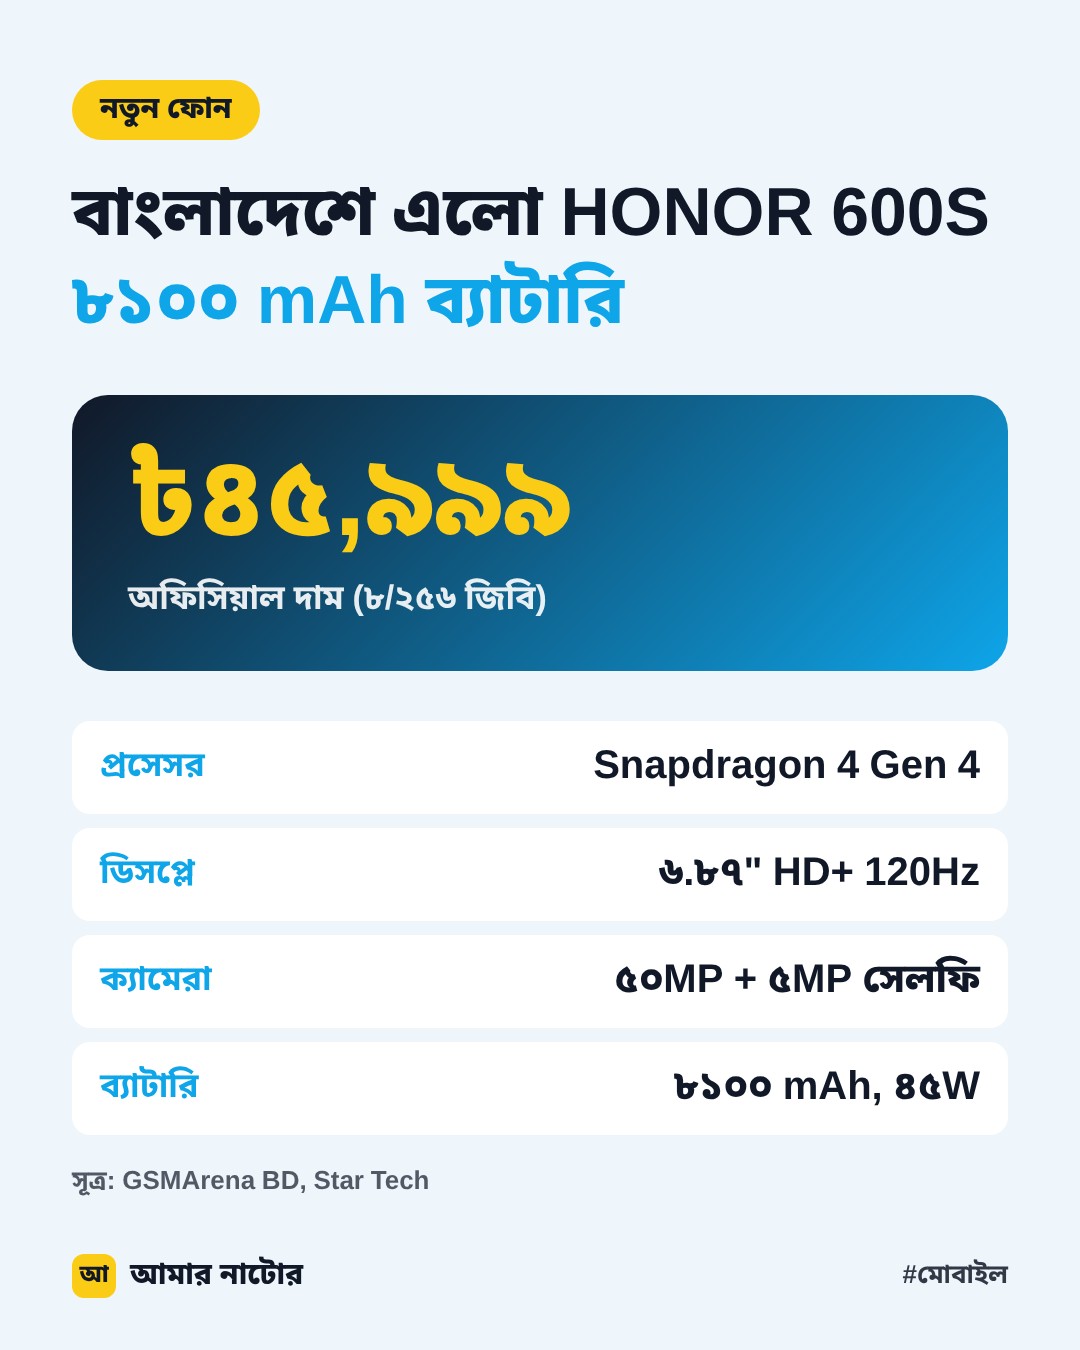 নতুন ফোন
বাংলাদেশে এলো HONOR 600S
৮১০০ mAh ব্যাটারি
৳৪৫,৯৯৯
অফিসিয়াল দাম (৮/২৫৬ জিবি)
প্রসেসর Snapdragon 4 Gen 4
ডিসপ্লে ৬.৮৭" HD+ 120Hz
ক্যামেরা ৫০MP + ৫MP সেলফি
ব্যাটারি ৮১০০ mAh, ৪৫W
সূত্র: GSMArena BD, Star Tech
আ আমার নাটোর #মোবাইল